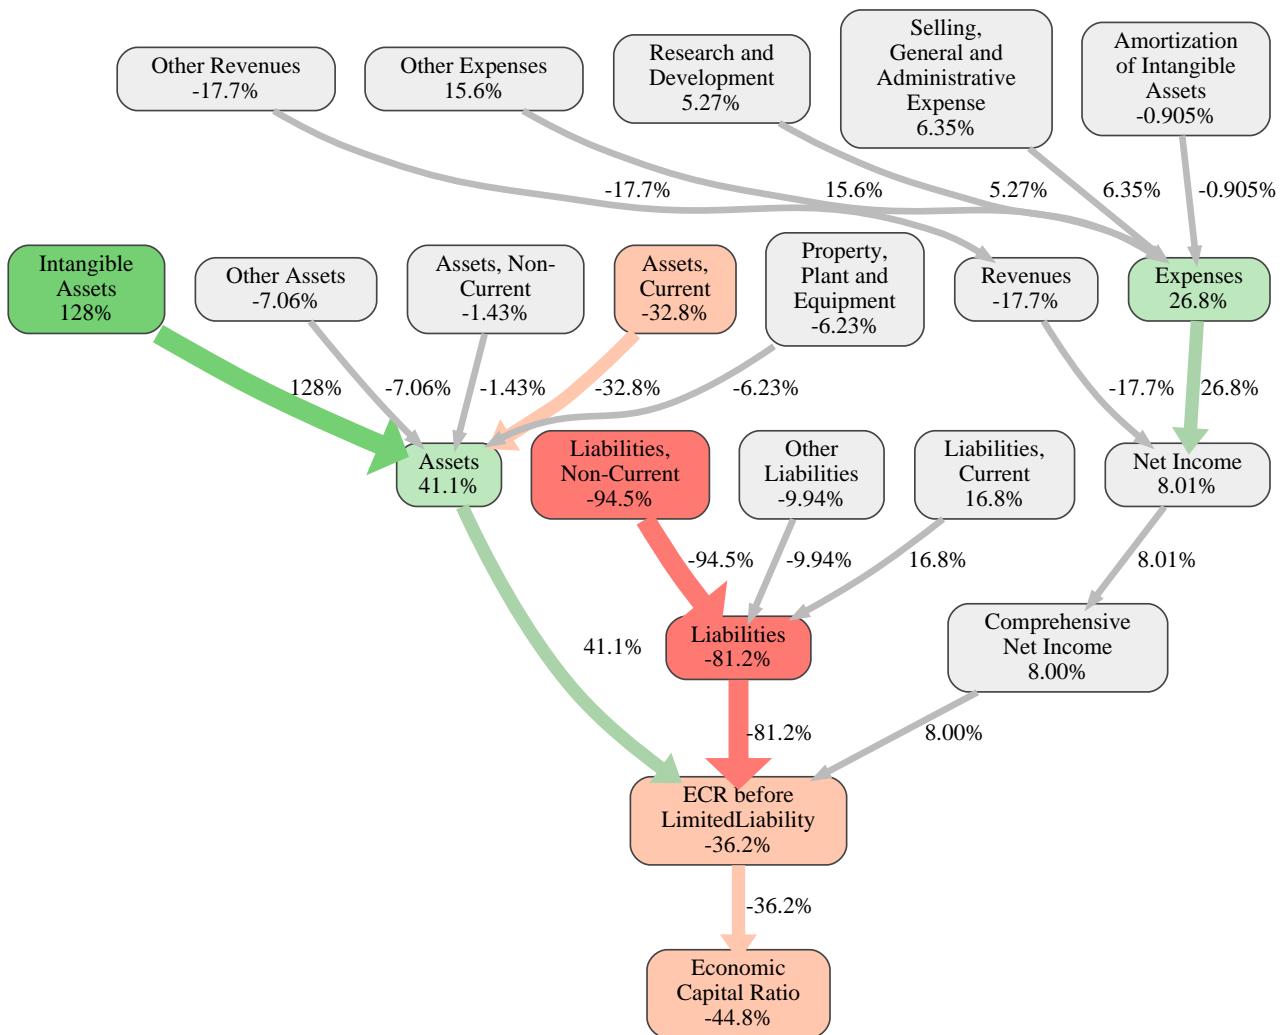 Other Revenues
-17.7%
Other Expenses
15.6%
Research and
Development
5.27%
Selling,
General and
Administrative
Expense
6.35%
Amortization
of Intangible
Assets
-0.905%
-17.7%
15.6%
5.27%
6.35%
-0.905%
Intangible
Assets
128%
Other Assets
-7.06%
Assets, Non-
Current
-1.43%
Assets,
Current
-32.8%
Property,
Plant and
Equipment
-6.23%
Revenues
-17.7%
Expenses
26.8%
128%
-7.06%
-1.43%
-32.8%
-6.23%
-17.7%
26.8%
Assets
41.1%
Liabilities,
Non-Current
-94.5%
Other
Liabilities
-9.94%
Liabilities,
Current
16.8%
Net Income
8.01%
-94.5%
-9.94%
16.8%
8.01%
41.1%
Liabilities
-81.2%
Comprehensive
Net Income
8.00%
-81.2%
8.00%
ECR before
LimitedLiability
-36.2%
-36.2%
Economic
Capital Ratio
-44.8%